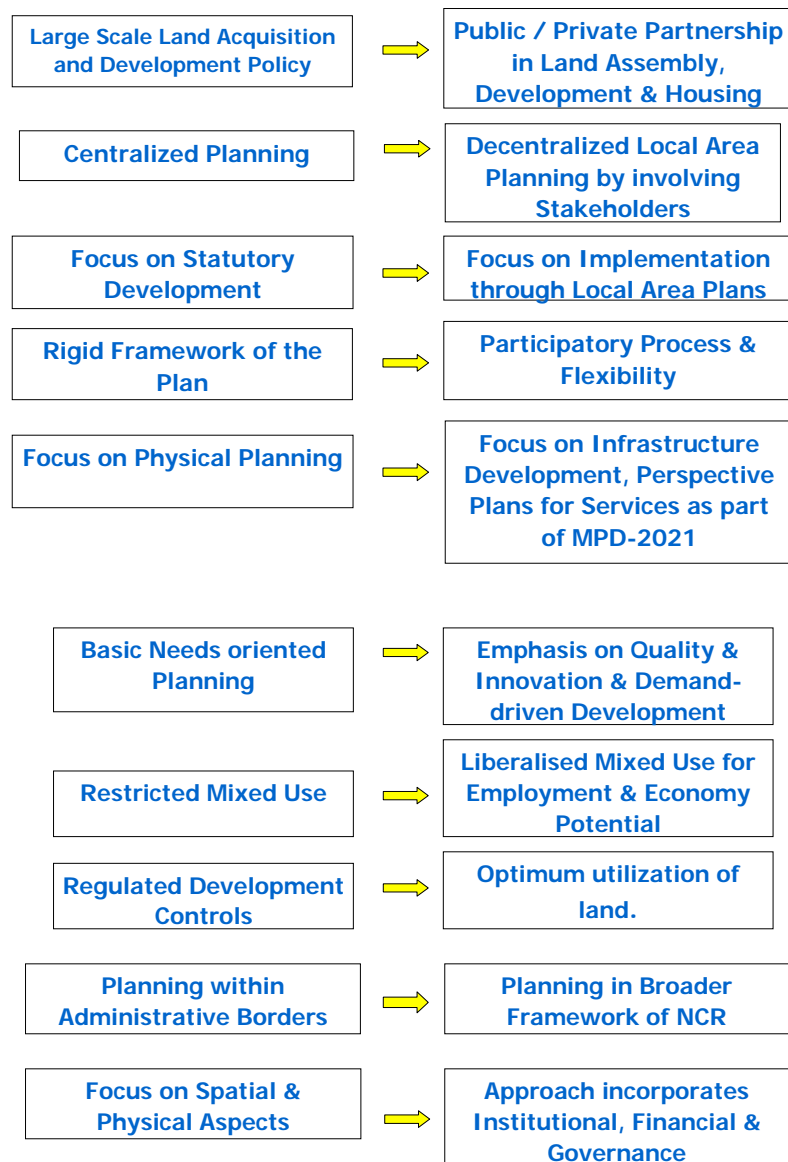 Large Scale Land Acquisition
and Development Policy
Public / Private Partnership
in Land Assembly,
Development & Housing
Centralized Planning
Decentralized Local Area
Planning by involving
Stakeholders
Focus on Statutory
Development
Focus on Implementation
through Local Area Plans
Rigid Framework of the
Plan
Participatory Process &
Flexibility
Focus on Physical Planning
Focus on Infrastructure
Development, Perspective
Plans for Services as part
of MPD-2021
Basic Needs oriented
Planning
Emphasis on Quality &
Innovation & Demand-
driven Development
Restricted Mixed Use
Liberalised Mixed Use for
Employment & Economy
Potential
Regulated Development
Controls
Optimum utilization of
land.
Planning within
Administrative Borders
Planning in Broader
Framework of NCR
Focus on Spatial &
Physical Aspects
Approach incorporates
Institutional, Financial &
Governance